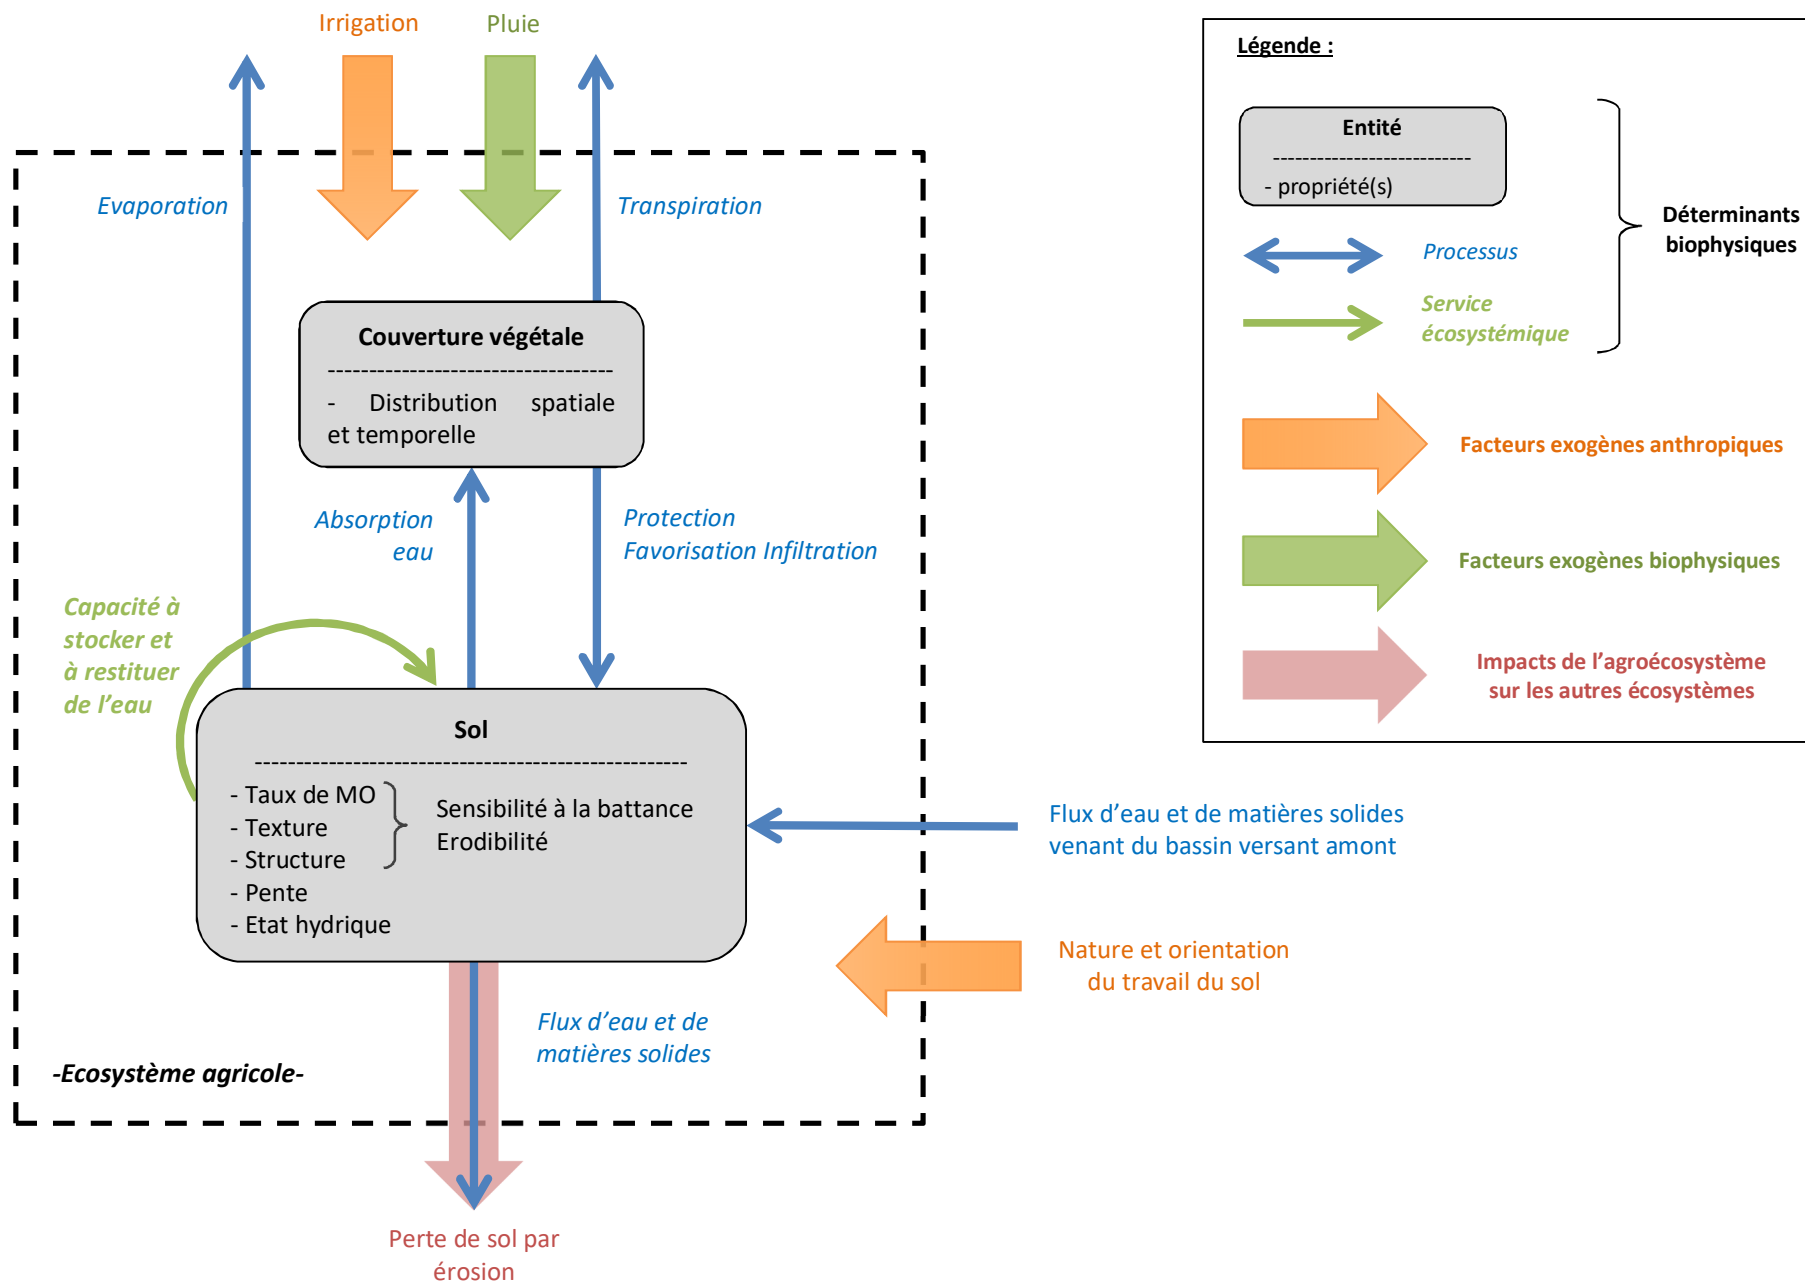 Irrigation
Pluie
Evaporation
Transpiration
Couverture végétale
---------------------------------
- Distribution spatiale
et temporelle
Absorption
eau
Protection
Favorisation Infiltration
Capacité à
stocker et
à restituer
de l’eau
Sol
---------------------------------------------------
- Taux de MO
- Texture
- Structure
- Pente
- Etat hydrique
Sensibilité à la battance
Erodibilité
Flux d’eau et de matières solides
venant du bassin versant amont
Nature et orientation
du travail du sol
Flux d’eau et de
matières solides
-Ecosystème agricole-
Perte de sol par
érosion
Légende :
Entité
---------------------------
- propriété(s)
Processus
Service
écosystémique
Déterminants
biophysiques
Facteurs exogènes anthropiques
Facteurs exogènes biophysiques
Impacts de l’agroécosystème
sur les autres écosystèmes